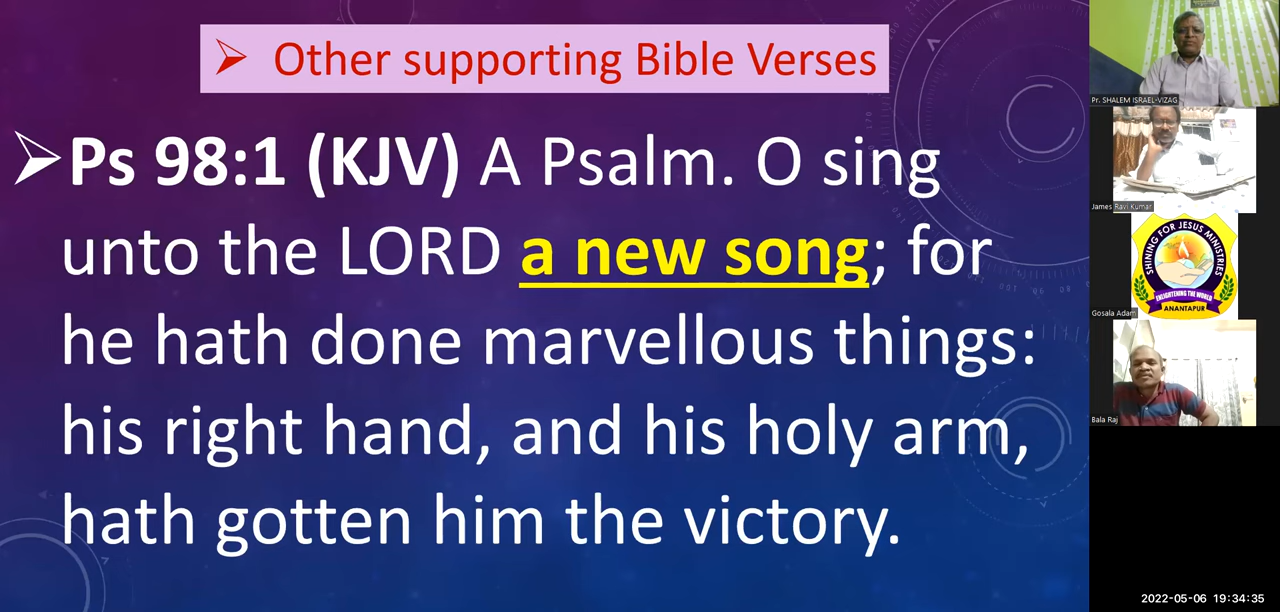 Other supporting Bible Verses
Ps 98:1 (KJV) A Psalm. O sing
unto the LORD a new song; for
he hath done marvellous things:
his right hand, and his holy arm,
hath gotten him the victory.
Pr. SHALEM ISRAEL-VIZAG
James Ravi Kumar
SHINING FOR JESUS MINISTRIES
ENLIGHTENING THE WORLD
ANANTAPUR
Gosala Adam
Bala Raj
2022-05-06 19:34:35